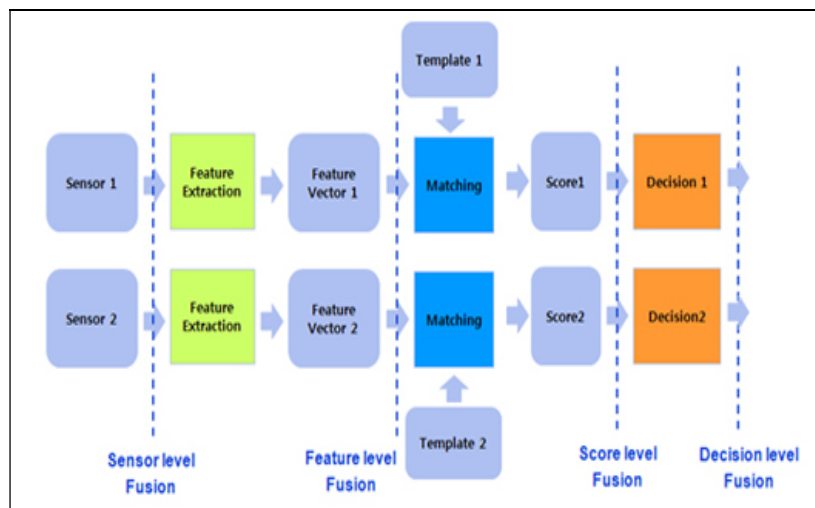 Template 1
Sensor 1
Feature
Extraction
Feature
Vector 1
Matching
Score1
Decision 1
Sensor 2
Feature
Extraction
Feature
Vector 2
Matching
Score2
Decision2
Template 2
Sensor level
Fusion
Feature level
Fusion
Score level
Fusion
Decision level
Fusion